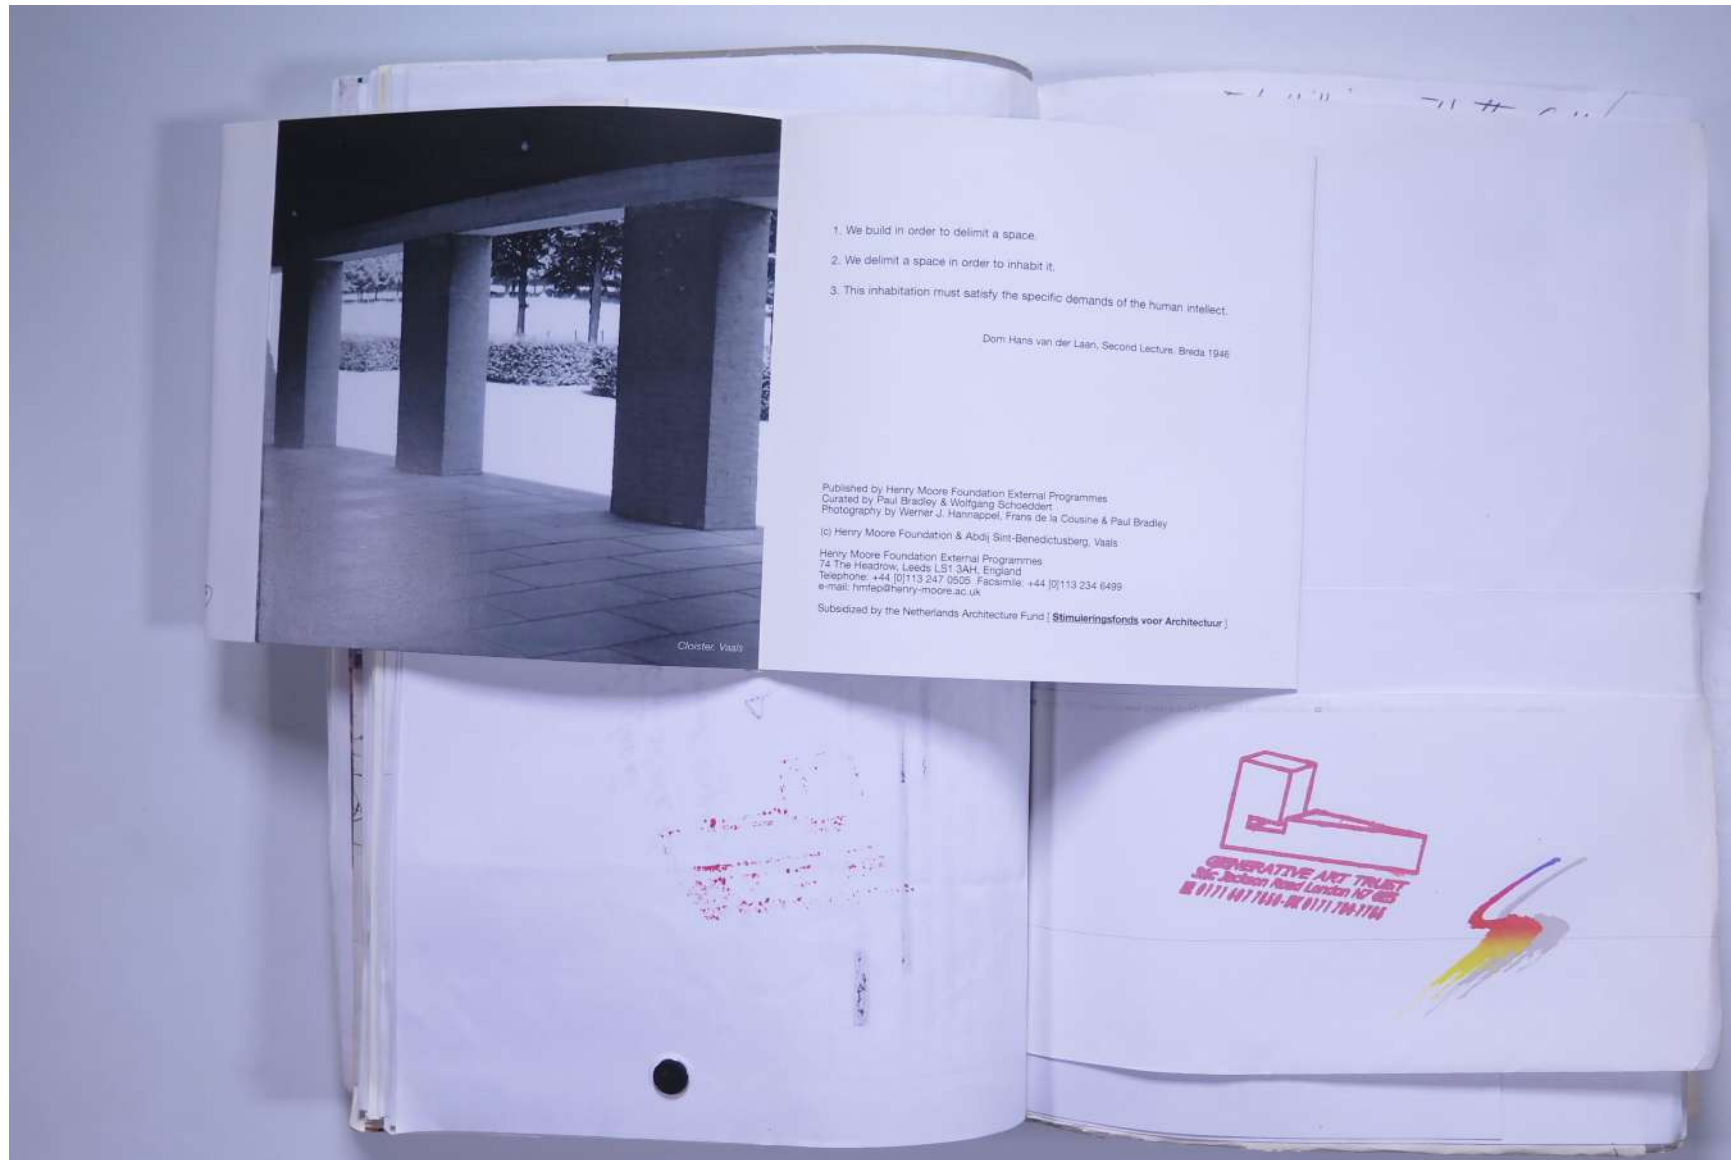 1. We build in order to delimit a space.
2. We delimit a space in order to inhabit it.
3. This inhabitation must satisfy the specific demands of the human intellect.
Dom Hans van der Laan, Second Lecture. Breda 1946
Published by Henry Moore Foundation External Programmes
Curated by Paul Bradley & Wolfgang Schoeddert
Photography by Werner J. Hannappel, Frans de la Cousine & Paul Bradley
(c) Henry Moore Foundation & Abdij Sint-Benedictusberg, Vaals
Henry Moore Foundation External Programmes
74 The Headrow, Leeds LS1 3AH, England
Telephone: +44 [0]113 247 0505 Facsimile: +44 [0]113 234 6499
e-mail: hmfep@henry-moore.ac.uk
Subsidized by the Netherlands Architecture Fund [ Stimuleringsfonds voor Architectuur ]
Cloister. Vaals
GENERATIVE ART TRUST
Jackson Road London N7
0171